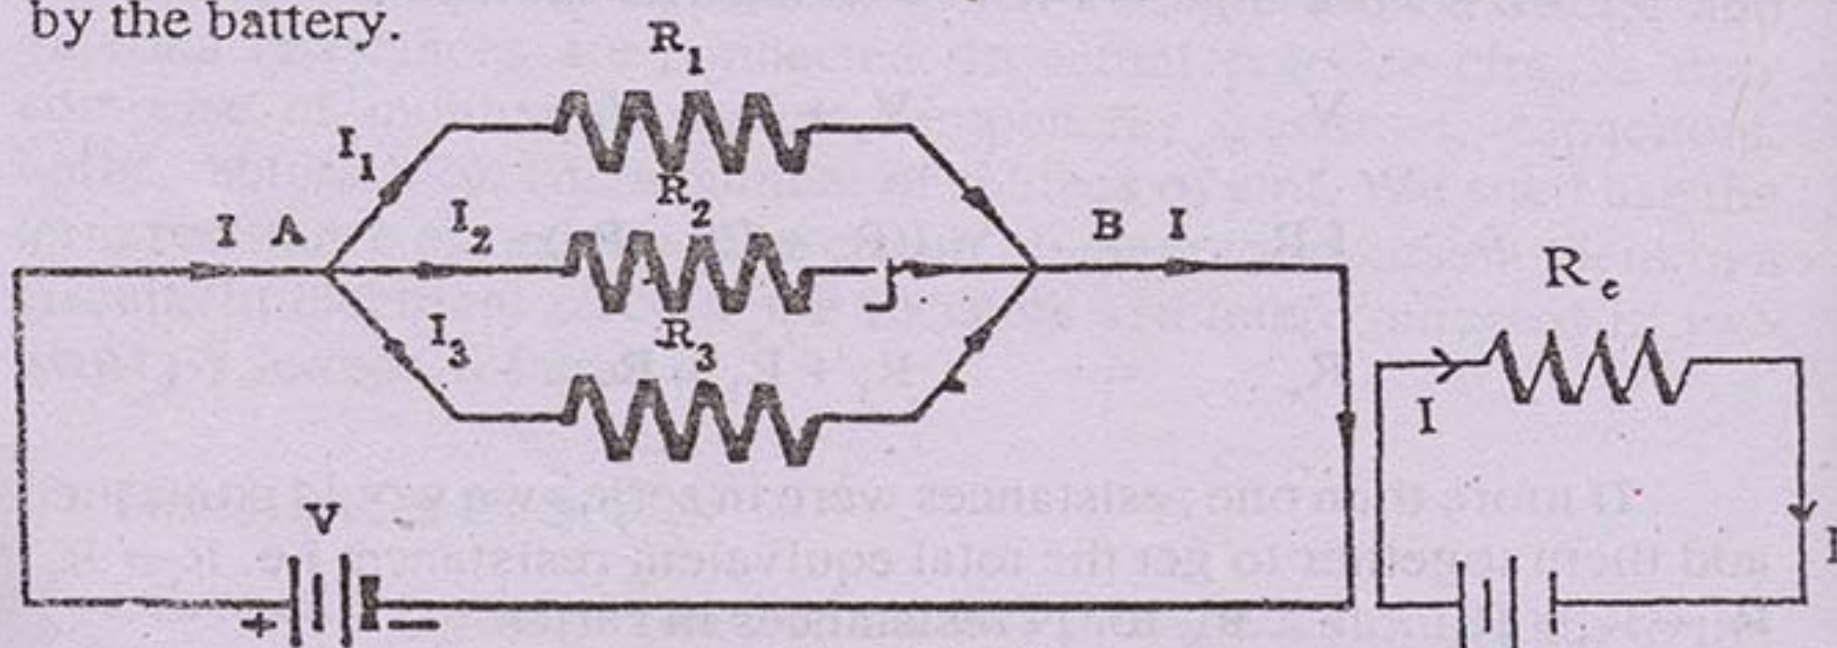 by the battery.
R₁
I₁
R₂
I A
I₂
B I
I₃
R₃
Rₑ
I
V
+
−